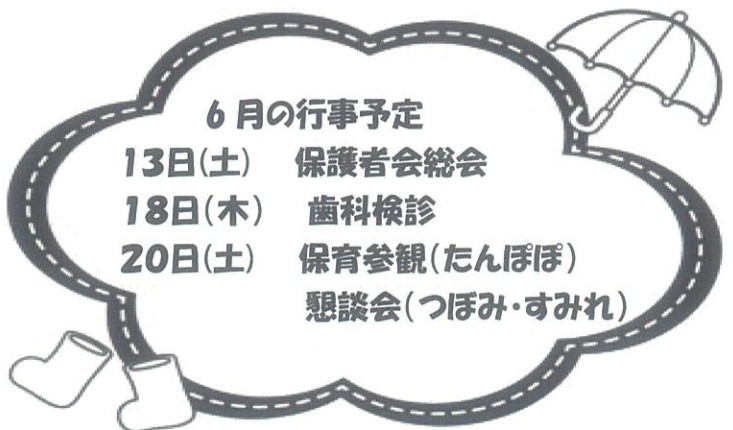 6月の行事予定
13日(土) 保護者会総会
18日(木) 歯科検診
20日(土) 保育参観(たんぽぽ)
懇談会(つぼみ・すみれ)